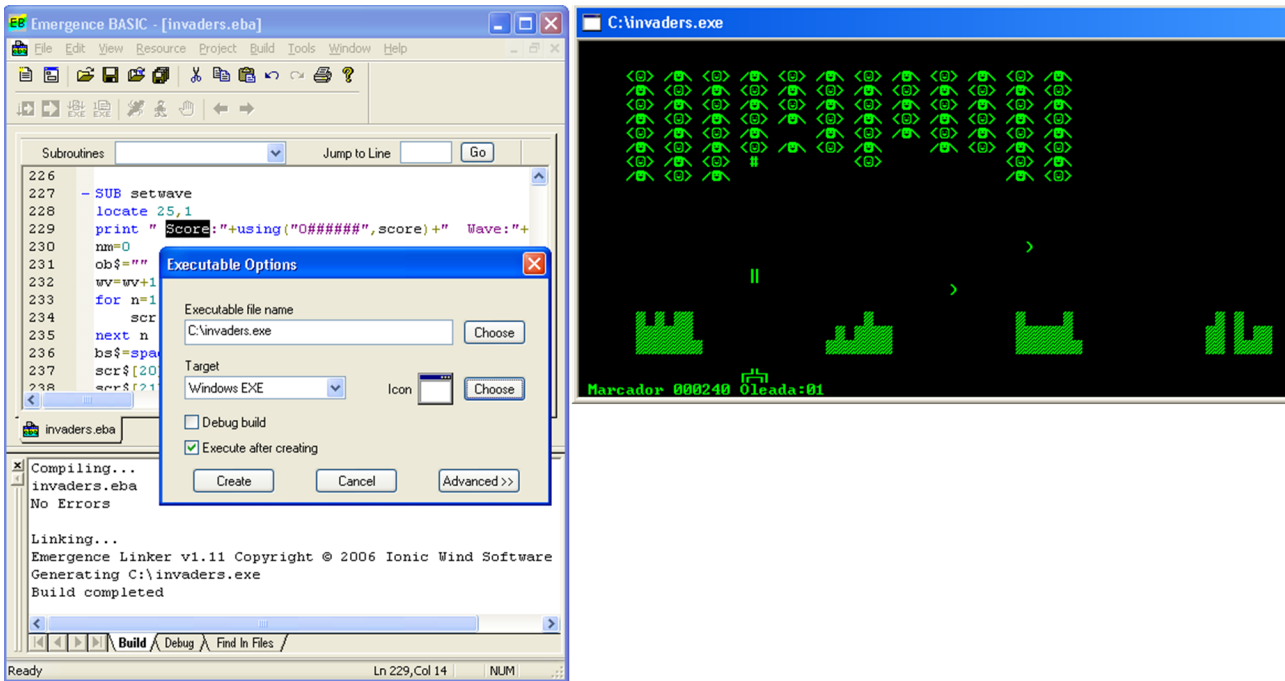 Emergence BASIC - [invaders.eba]
File Edit View Resource Project Build Tools Window Help
Subroutines Jump to Line Go
226
227 - SUB setwave
228 locate 25,1
229 print " Score:"+using("0######",score)+" Wave:"+
230 nm=0
231 ob$=""
232 wv=wv+1
233 for n=1
234 scr
235 next n
236 bs$=spa
237 scr$[20]
238 scr$[21]
invaders.eba
Executable Options
Executable file name
C:\invaders.exe Choose
Target
Windows EXE Icon Choose
Debug build
Execute after creating
Create Cancel Advanced >>
Compiling...
invaders.eba
No Errors
Linking...
Emergence Linker v1.11 Copyright © 2006 Ionic Wind Software
Generating C:\invaders.exe
Build completed
Build Debug Find In Files
Ready Ln 229,Col 14 NUM
C:\invaders.exe
Marcador 000240 Oleada:01